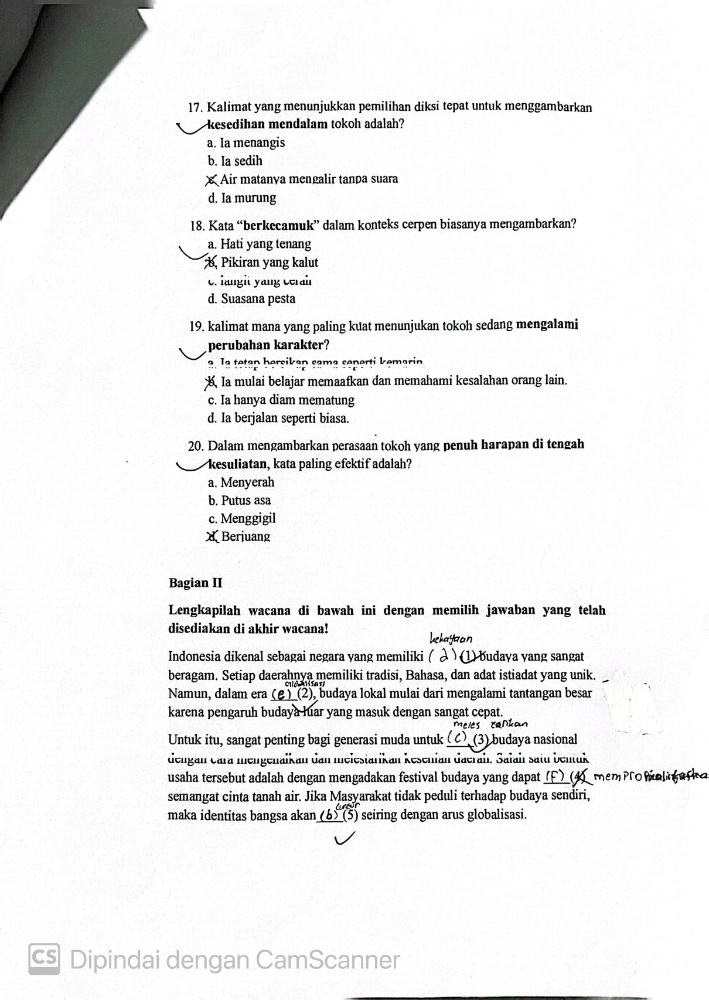 17. Kalimat yang menunjukkan pemilihan diksi tepat untuk menggambarkan
kesedihan mendalam tokoh adalah?
a. Ia menangis
b. Ia sedih
c. Air matanya mengalir tanpa suara
d. Ia murung
18. Kata “berkecamuk” dalam konteks cerpen biasanya mengambarkan?
a. Hati yang tenang
b. Pikiran yang kalut
c. langit yang cerah
d. Suasana pesta
19. kalimat mana yang paling kuat menunjukan tokoh sedang mengalami
perubahan karakter?
a. Ia tetap bersikap sama seperti kemarin
b. Ia mulai belajar memaafkan dan memahami kesalahan orang lain.
c. Ia hanya diam mematung
d. Ia berjalan seperti biasa.
20. Dalam mengambarkan perasaan tokoh yang penuh harapan di tengah
kesuliatan, kata paling efektif adalah?
a. Menyerah
b. Putus asa
c. Menggigil
d. Berjuang
Bagian II
Lengkapilah wacana di bawah ini dengan memilih jawaban yang telah
disediakan di akhir wacana!
kekayaan
Indonesia dikenal sebagai negara yang memiliki (a) (1) budaya yang sangat
beragam. Setiap daerahnya memiliki tradisi, Bahasa, dan adat istiadat yang unik.
Globalisasi
Namun, dalam era (e) (2), budaya lokal mulai dari mengalami tantangan besar
karena pengaruh budaya luar yang masuk dengan sangat cepat.
melestarikan
Untuk itu, sangat penting bagi generasi muda untuk (c) (3) budaya nasional
dengan cara mengenalkan dan melestarikan kesenian daerah. Salah satu bentuk
usaha tersebut adalah dengan mengadakan festival budaya yang dapat (F) (4)
semangat cinta tanah air. Jika Masyarakat tidak peduli terhadap budaya sendiri,
luntur
maka identitas bangsa akan (b) (5) seiring dengan arus globalisasi.
CS Dipindai dengan CamScanner